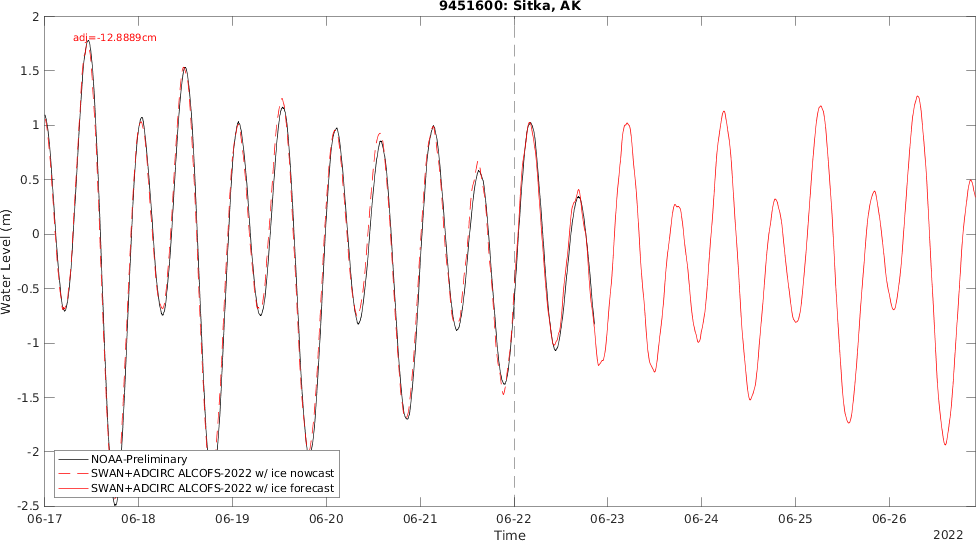 9451600: Sitka, AK
adj=-12.8889cm
2
1.5
1
0.5
0
-0.5
-1
-1.5
-2
-2.5
Water Level (m)
NOAA-Preliminary
SWAN+ADCIRC ALCOFS-2022 w/ ice nowcast
SWAN+ADCIRC ALCOFS-2022 w/ ice forecast
06-17 06-18 06-19 06-20 06-21 06-22 06-23 06-24 06-25 06-26
Time
2022